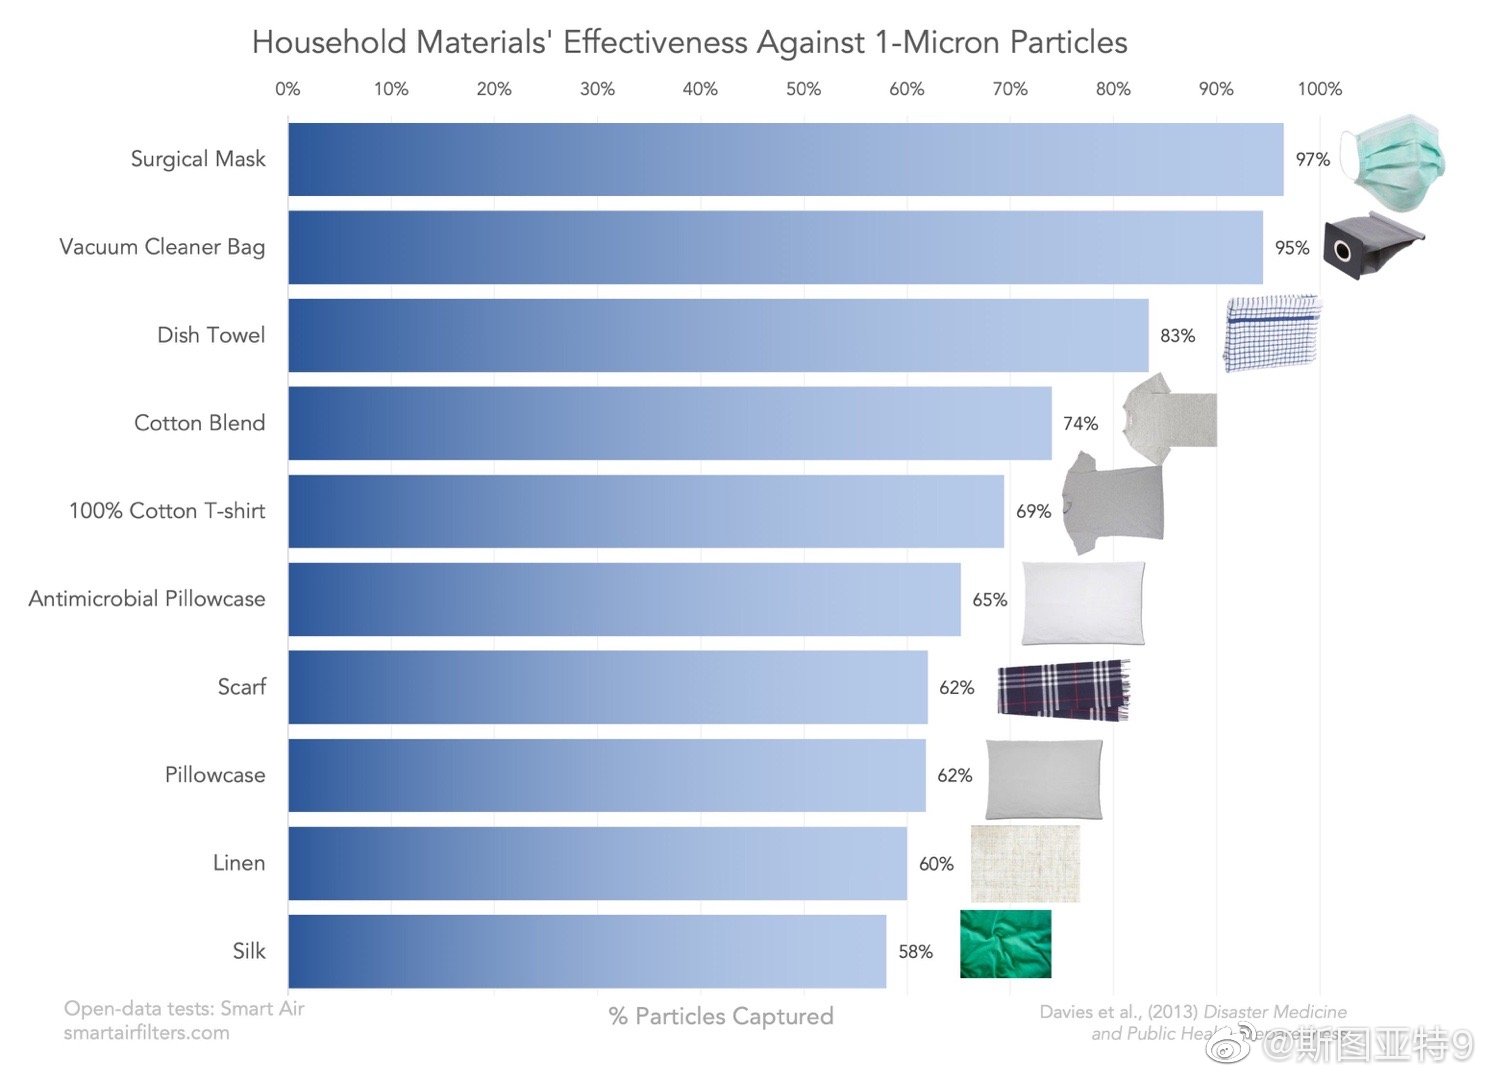 Household Materials' Effectiveness Against 1-Micron Particles
0% 10% 20% 30% 40% 50% 60% 70% 80% 90% 100%
Surgical Mask 97%
Vacuum Cleaner Bag 95%
Dish Towel 83%
Cotton Blend 74%
100% Cotton T-shirt 69%
Antimicrobial Pillowcase 65%
Scarf 62%
Pillowcase 62%
Linen 60%
Silk 58%
% Particles Captured
Open-data tests: Smart Air
smartairfilters.com
Davies et al., (2013) Disaster Medicine
and Public Health Preparedness
@斯图亚特9